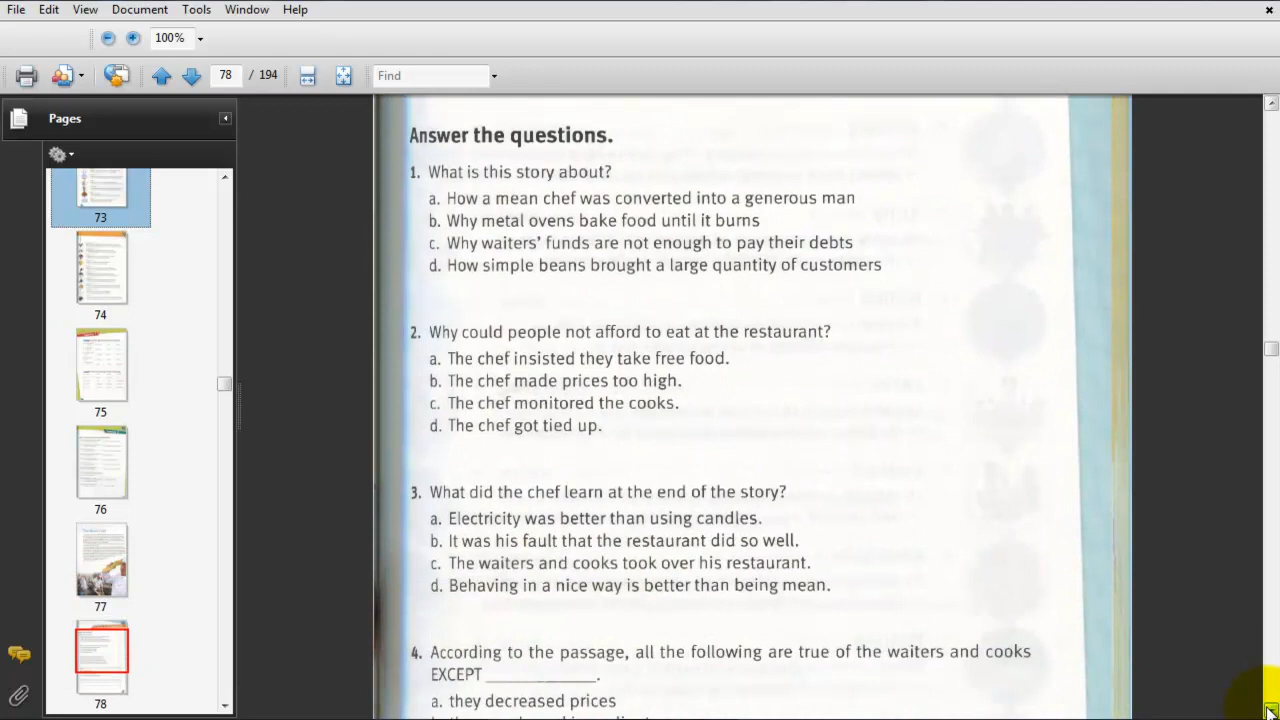 File Edit View Document Tools Window Help
100%
78 / 194 Find
Pages
73
74
75
76
77
78
Answer the questions.
1. What is this story about?
a. How a mean chef was converted into a generous man
b. Why metal ovens bake food until it burns
c. Why waiters' funds are not enough to pay their debts
d. How simple beans brought a large quantity of customers
2. Why could people not afford to eat at the restaurant?
a. The chef insisted they take free food.
b. The chef made prices too high.
c. The chef monitored the cooks.
d. The chef got tied up.
3. What did the chef learn at the end of the story?
a. Electricity was better than using candles.
b. It was his fault that the restaurant did so well.
c. The waiters and cooks took over his restaurant.
d. Behaving in a nice way is better than being mean.
4. According to the passage, all the following are true of the waiters and cooks
EXCEPT ____________.
a. they decreased prices